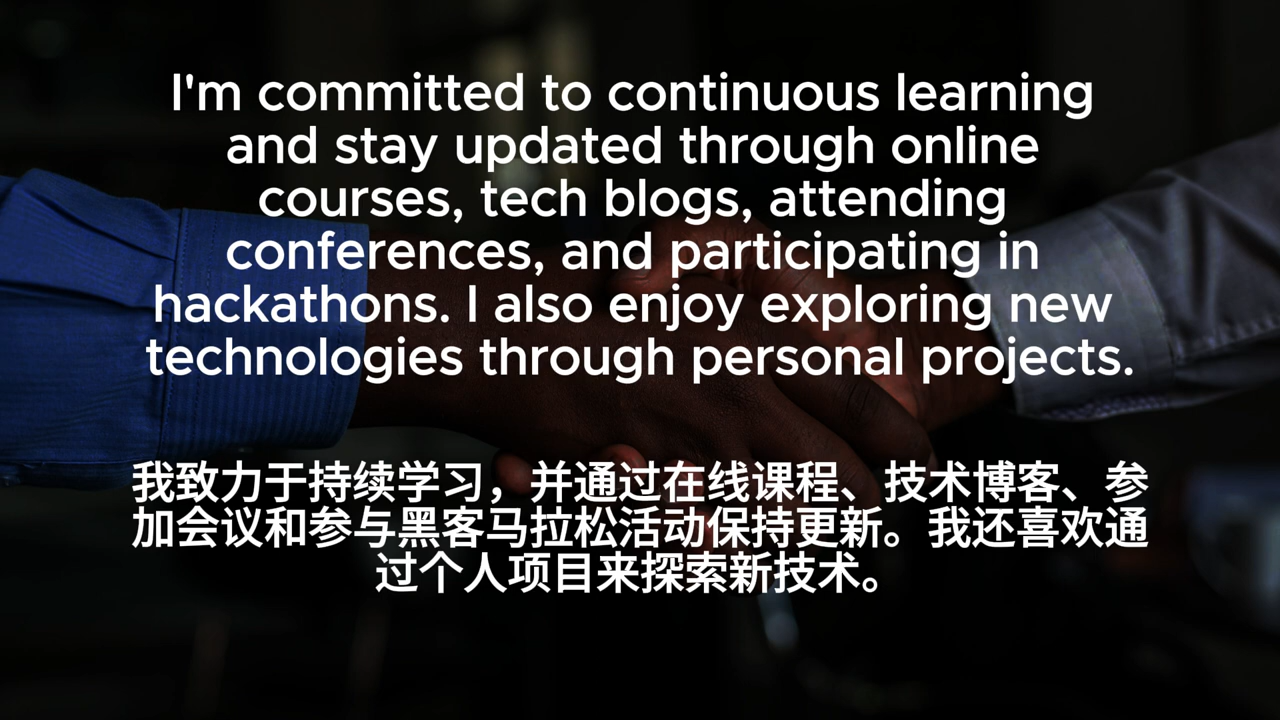 I'm committed to continuous learning
and stay updated through online
courses, tech blogs, attending
conferences, and participating in
hackathons. I also enjoy exploring new
technologies through personal projects.
我致力于持续学习，并通过在线课程、技术博客、参
加会议和参与黑客马拉松活动保持更新。我还喜欢通
过个人项目来探索新技术。